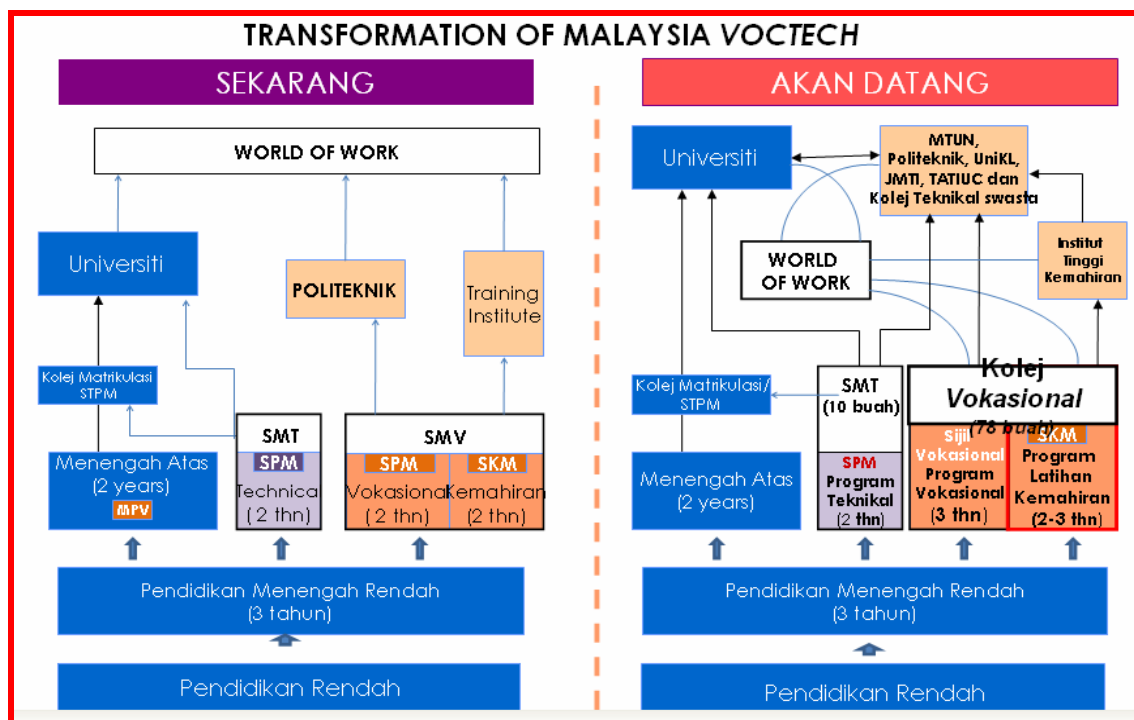 TRANSFORMATION OF MALAYSIA VOCTECH
SEKARANG
WORLD OF WORK
Universiti
POLITEKNIK
Training
Institute
Kolej Matrikulasi
STPM
SMT
SPM
Technical
( 2 thn)
SMV
SPM
Vokasional
( 2 thn)
SKM
Kemahiran
(2 thn)
Menengah Atas
(2 years)
MPV
Pendidikan Menengah Rendah
(3 tahun)
Pendidikan Rendah
AKAN DATANG
Universiti
MTUN,
Politeknik, UniKL,
JMTI, TATIUC dan
Kolej Teknikal swasta
WORLD
OF WORK
Institut
Tinggi
Kemahiran
Kolej Matrikulasi/
STPM
SMT
(10 buah)
SPM
Program
Teknikal
(2 thn)
Kolej
Vokasional
(78 buah)
Sijil
Vokasional
Program
Vokasional
(3 thn)
SKM
Program
Latihan
Kemahiran
(2-3 thn)
Menengah Atas
(2 years)
Pendidikan Menengah Rendah
(3 tahun)
Pendidikan Rendah